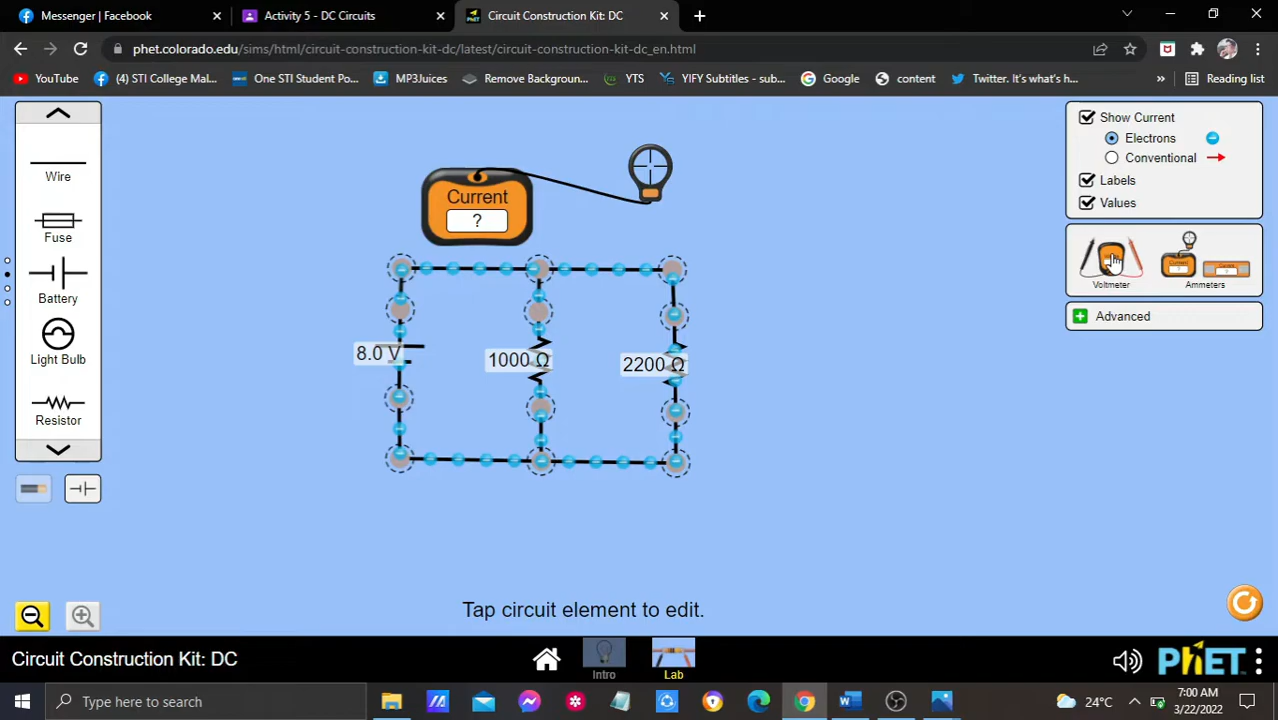 Messenger | Facebook
Activity 5 - DC Circuits
Circuit Construction Kit: DC
phet.colorado.edu/sims/html/circuit-construction-kit-dc/latest/circuit-construction-kit-dc_en.html
YouTube
(4) STI College Mal...
One STI Student Po...
MP3Juices
Remove Backgroun...
YTS
YIFY Subtitles - sub...
Google
content
Twitter. It's what's h...
»
Reading list
Wire
Fuse
Battery
Light Bulb
Resistor
Current
?
8.0 V
1000 Ω
2200 Ω
Show Current
Electrons
Conventional
Labels
Values
Voltmeter
Ammeters
Advanced
Tap circuit element to edit.
Circuit Construction Kit: DC
Intro
Lab
PhET
Type here to search
24°C
7:00 AM
3/22/2022